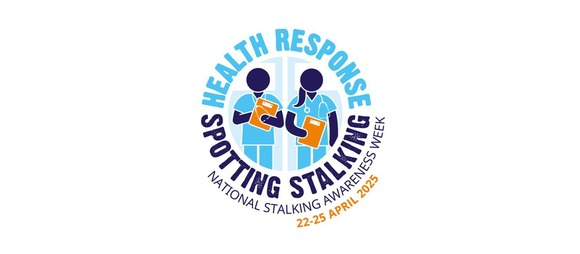 HEALTH RESPONSE
SPOTTING STALKING
NATIONAL STALKING AWARENESS WEEK
22-25 APRIL 2025